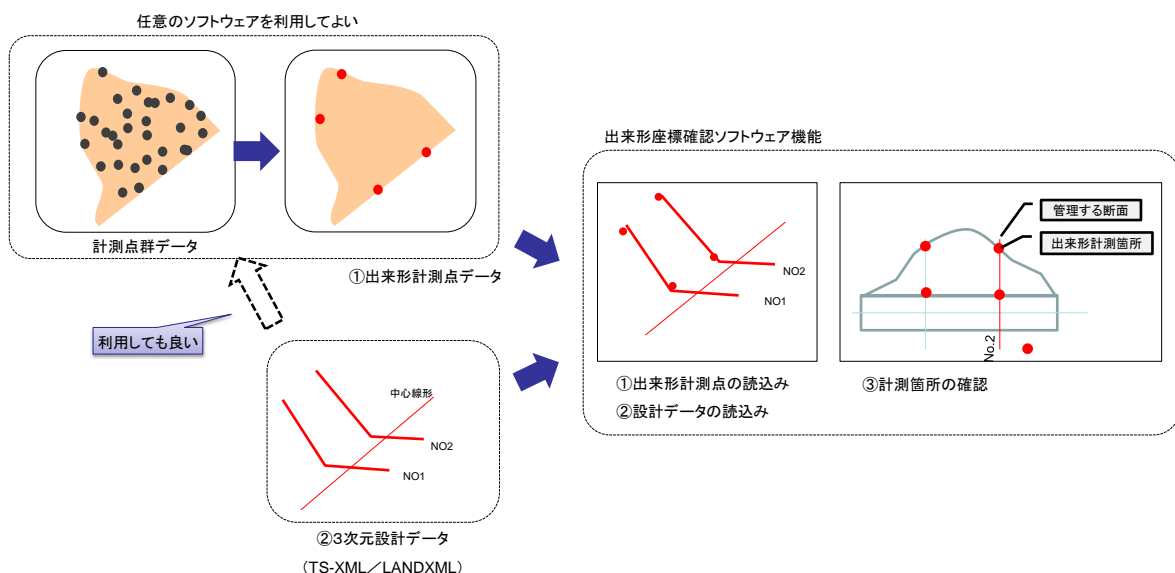 任意のソフトウェアを利用してよい
計測点群データ
①出来形計測点データ
利用しても良い
中心線形
NO2
NO1
②3次元設計データ
(TS-XML/LANDXML)
出来形座標確認ソフトウェア機能
NO2
NO1
管理する断面
出来形計測箇所
No.2
①出来形計測点の読込み
②設計データの読込み
③計測箇所の確認